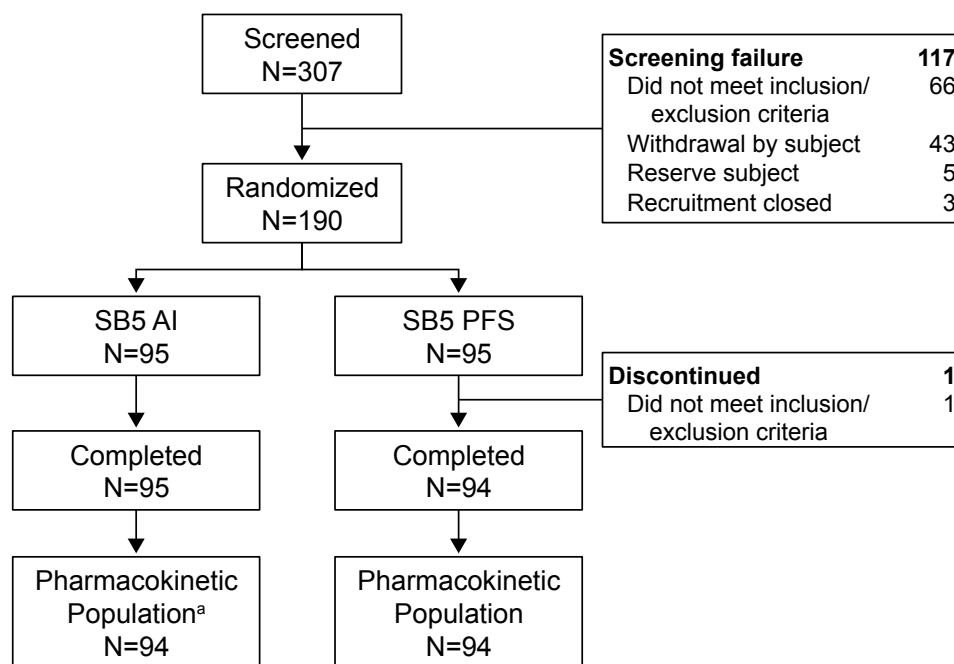 Screened
N=307
Screening failure 117
Did not meet inclusion/ 66
exclusion criteria
Withdrawal by subject 43
Reserve subject 5
Recruitment closed 3
Randomized
N=190
SB5 AI
N=95
SB5 PFS
N=95
Discontinued 1
Did not meet inclusion/ 1
exclusion criteria
Completed
N=95
Completed
N=94
Pharmacokinetic
Populationᵃ
N=94
Pharmacokinetic
Population
N=94